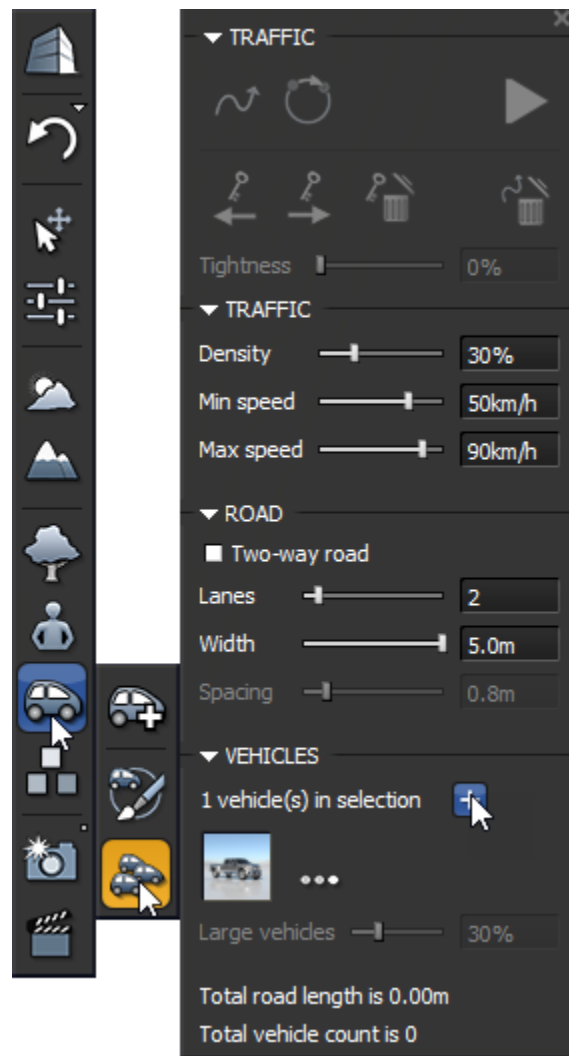 TRAFFIC
Tightness 0%
TRAFFIC
Density 30%
Min speed 50km/h
Max speed 90km/h
ROAD
Two-way road
Lanes 2
Width 5.0m
Spacing 0.8m
VEHICLES
1 vehicle(s) in selection
Large vehicles 30%
Total road length is 0.00m
Total vehicle count is 0